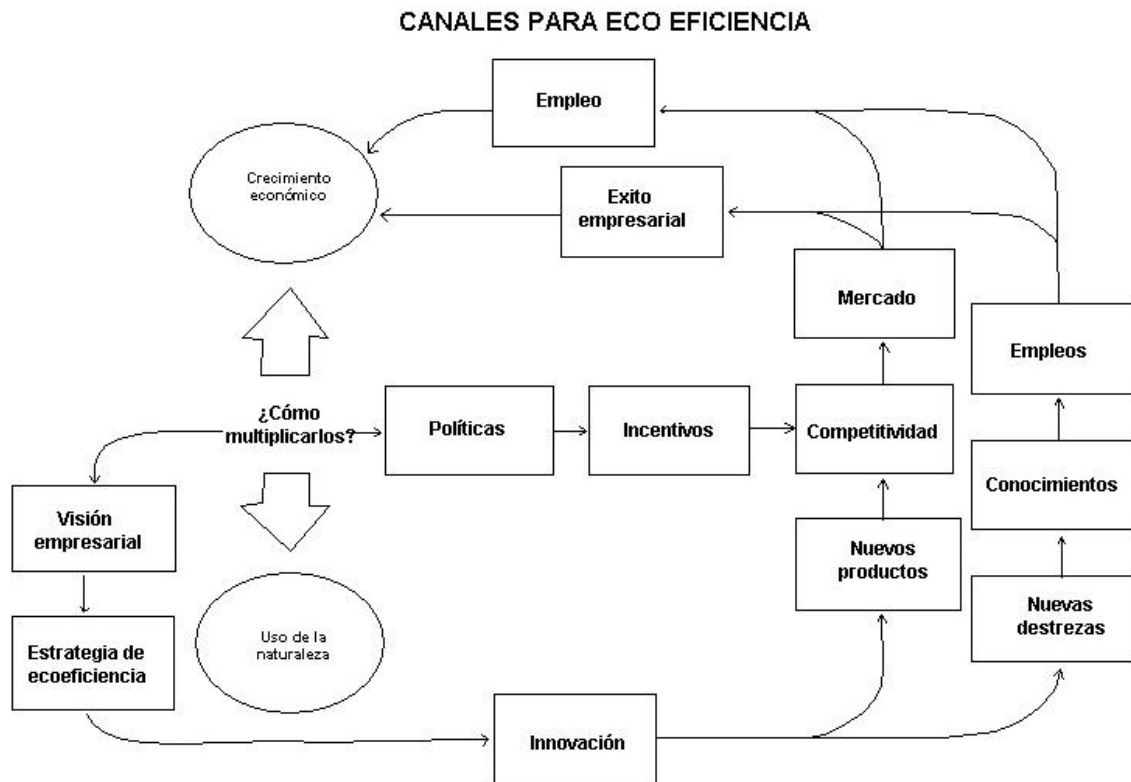 CANALES PARA ECO EFICIENCIA
Empleo
Crecimiento
económico
Exito
empresarial
Mercado
Empleos
¿Cómo
multiplicarlos?
Políticas
Incentivos
Competitividad
Conocimientos
Visión
empresarial
Nuevos
productos
Nuevas
destrezas
Estrategia de
ecoeficiencia
Uso de la
naturaleza
Innovación